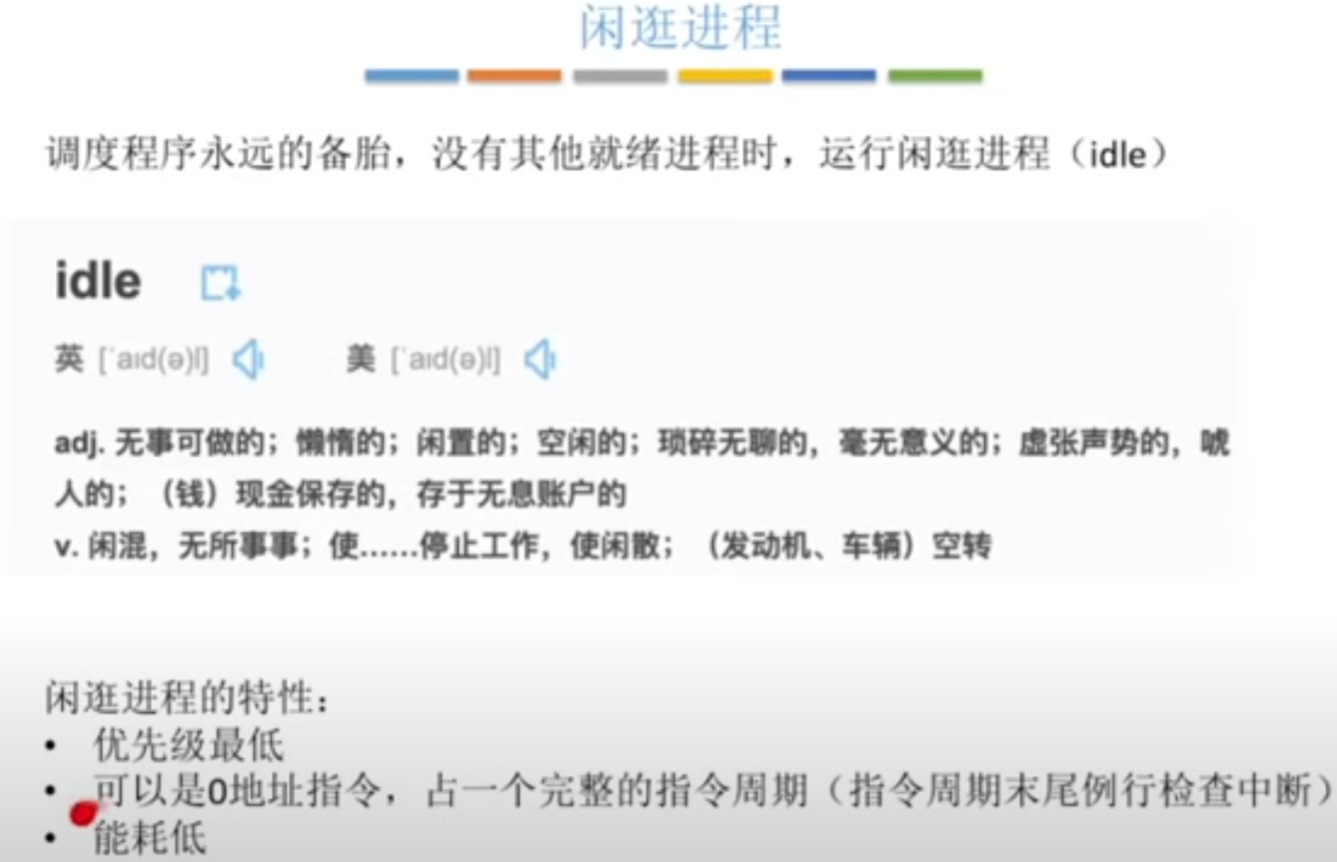 闲逛进程
调度程序永远的备胎，没有其他就绪进程时，运行闲逛进程（idle）
idle
英 [ˈaɪd(ə)l] 美 [ˈaɪd(ə)l]
adj. 无事可做的；懒惰的；闲置的；空闲的；琐碎无聊的，毫无意义的；虚张声势的，唬
人的；（钱）现金保存的，存于无息账户的
v. 闲混，无所事事；使……停止工作，使闲散；（发动机、车辆）空转
闲逛进程的特性：
• 优先级最低
• 可以是0地址指令，占一个完整的指令周期（指令周期末尾例行检查中断）
• 能耗低